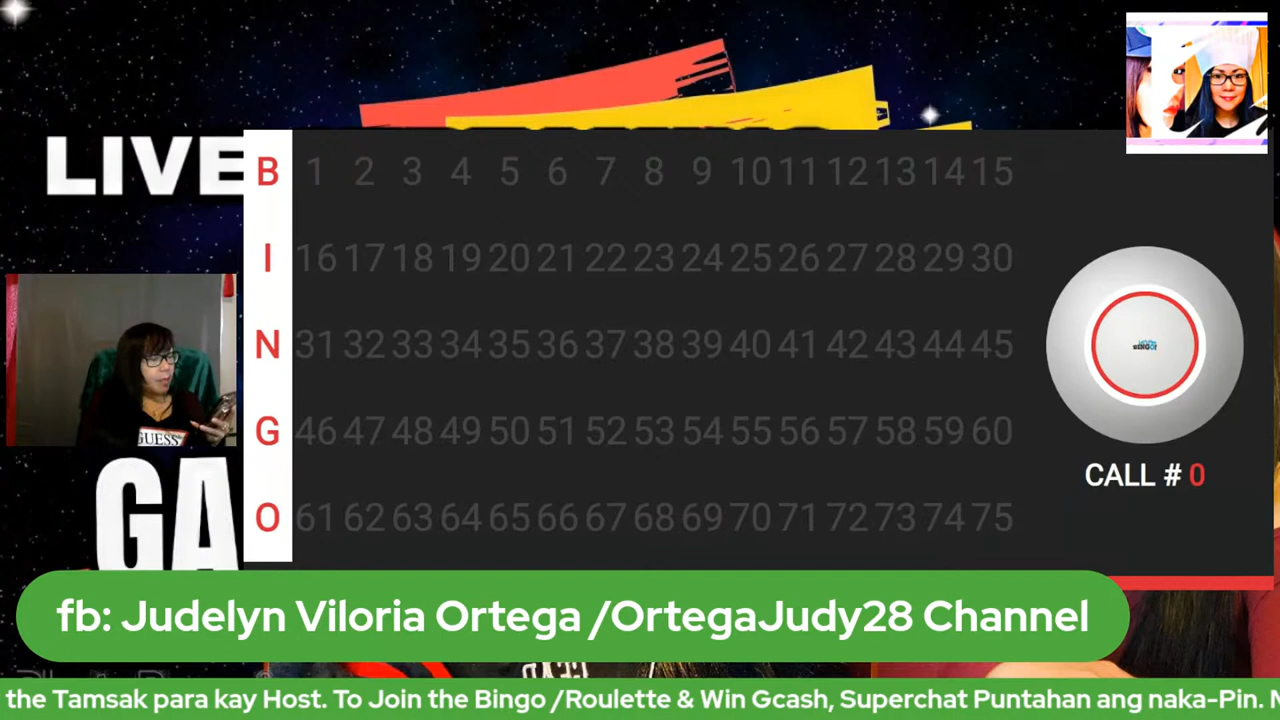 LIVE
B 1 2 3 4 5 6 7 8 9 10 11 12 13 14 15
I 16 17 18 19 20 21 22 23 24 25 26 27 28 29 30
N 31 32 33 34 35 36 37 38 39 40 41 42 43 44 45
G 46 47 48 49 50 51 52 53 54 55 56 57 58 59 60
O 61 62 63 64 65 66 67 68 69 70 71 72 73 74 75
BINGO!
CALL # 0
GUESS
GA
fb: Judelyn Viloria Ortega /OrtegaJudy28 Channel
the Tamsak para kay Host. To Join the Bingo /Roulette & Win Gcash, Superchat Puntahan ang naka-Pin. M